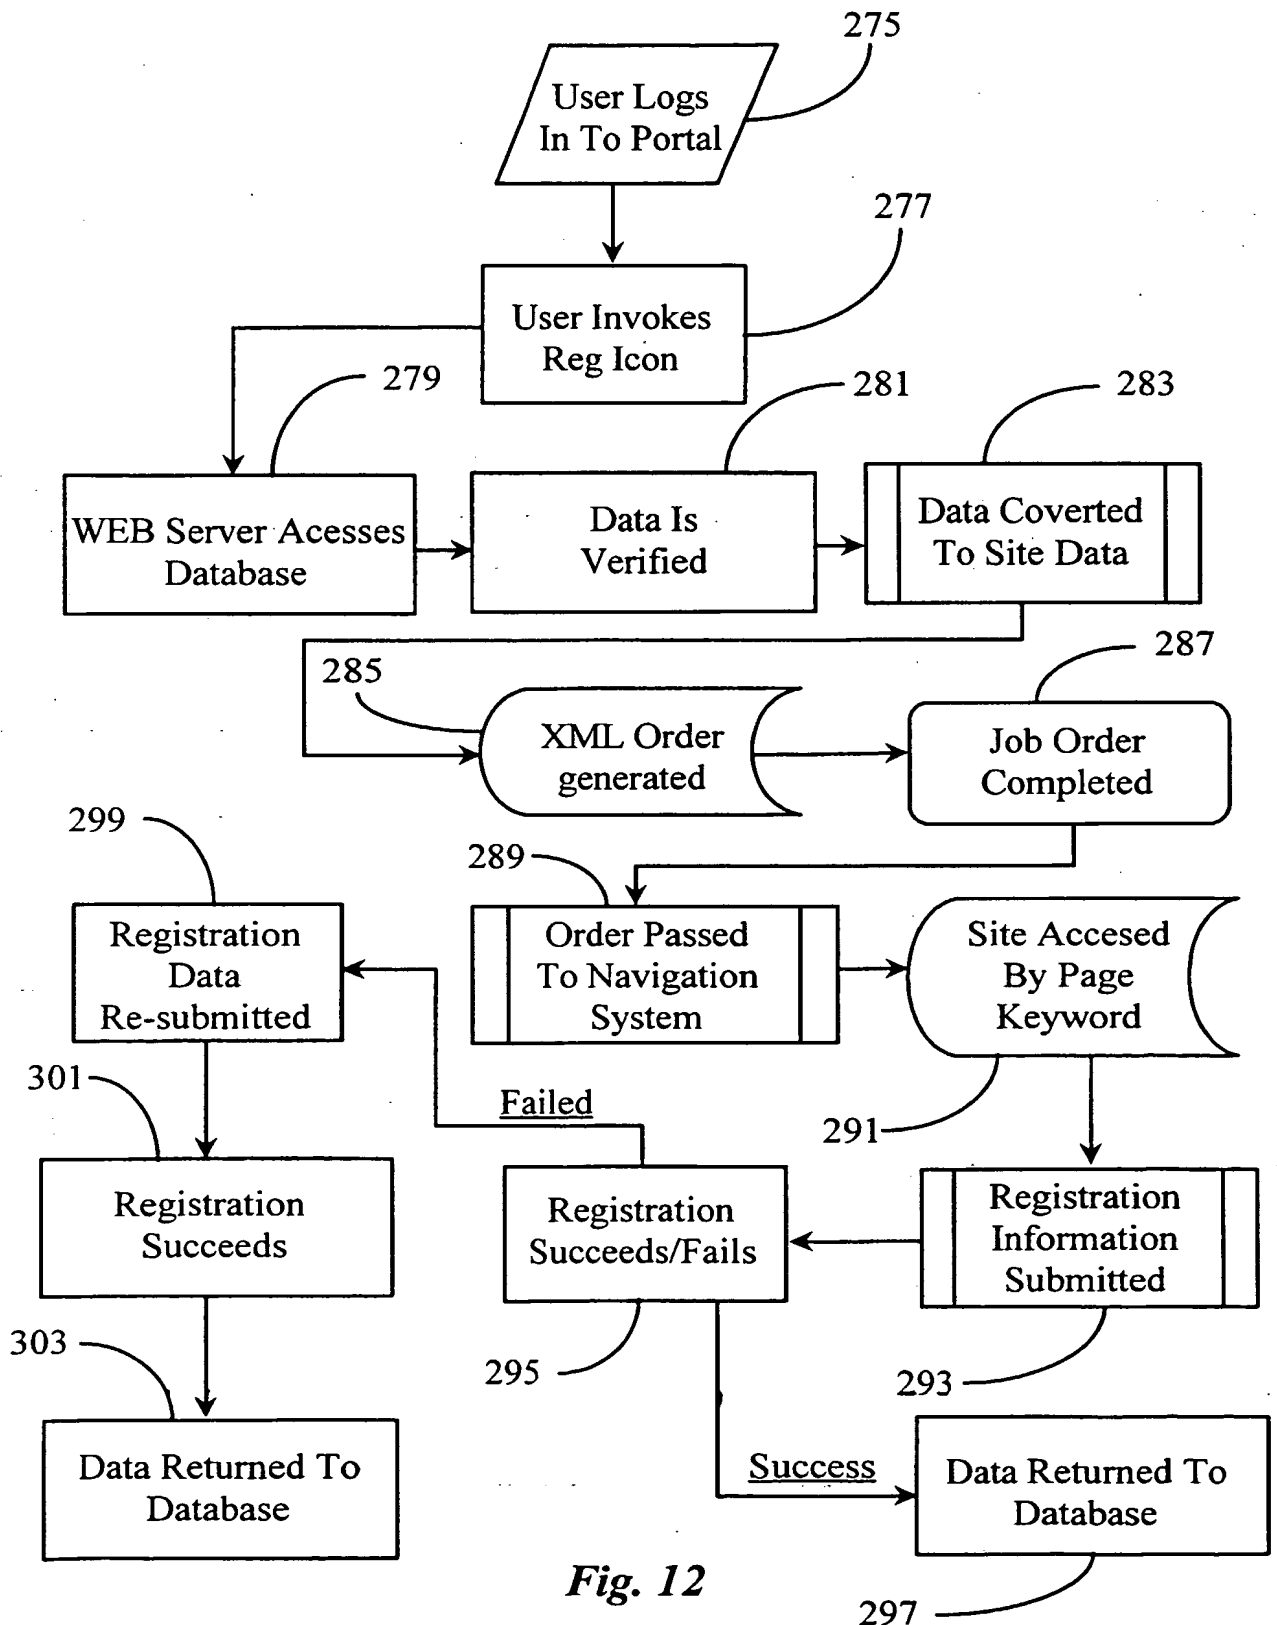 275
User Logs
In To Portal
277
User Invokes
Reg Icon
279
281
283
WEB Server Acesses
Database
Data Is
Verified
Data Coverted
To Site Data
285
287
XML Order
generated
Job Order
Completed
299
289
Registration
Data
Re-submitted
Order Passed
To Navigation
System
Site Accesed
By Page
Keyword
301
Failed
291
Registration
Succeeds
Registration
Succeeds/Fails
Registration
Information
Submitted
303
295
293
Data Returned To
Database
Success
Data Returned To
Database
Fig. 12
297